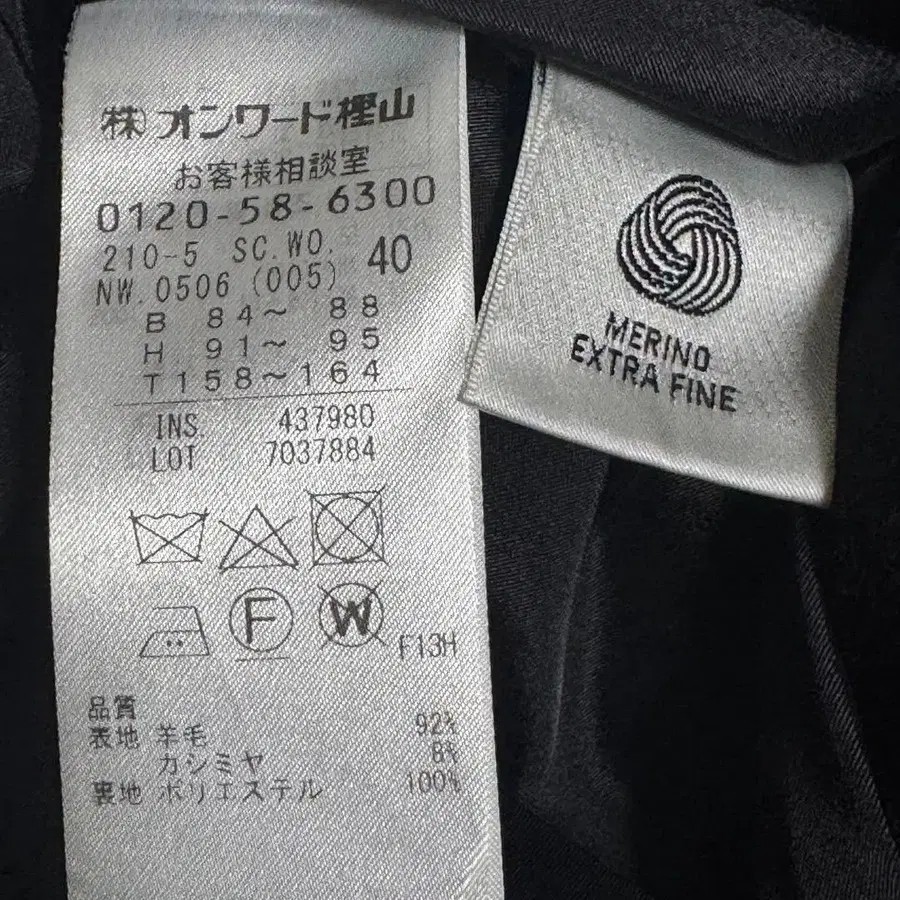 ㈱オンワード樫山
お客様相談室
0120-58-6300
210-5 SC.WO. 40
NW.0506 (005)
B 84～ 88
H 91～ 95
T158～164
INS. 437980
LOT 7037884
F
W
F13H
品質
表地 羊毛 92%
カシミヤ 8%
裏地 ポリエステル 100%
MERINO
EXTRA FINE